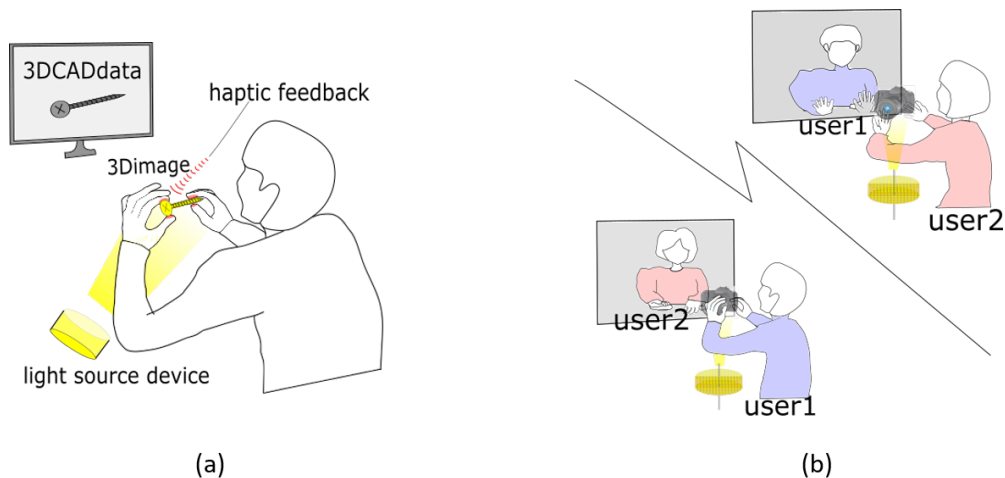 3DCADdata
haptic feedback
3Dimage
light source device
(a)
user1
user2
user2
user1
(b)